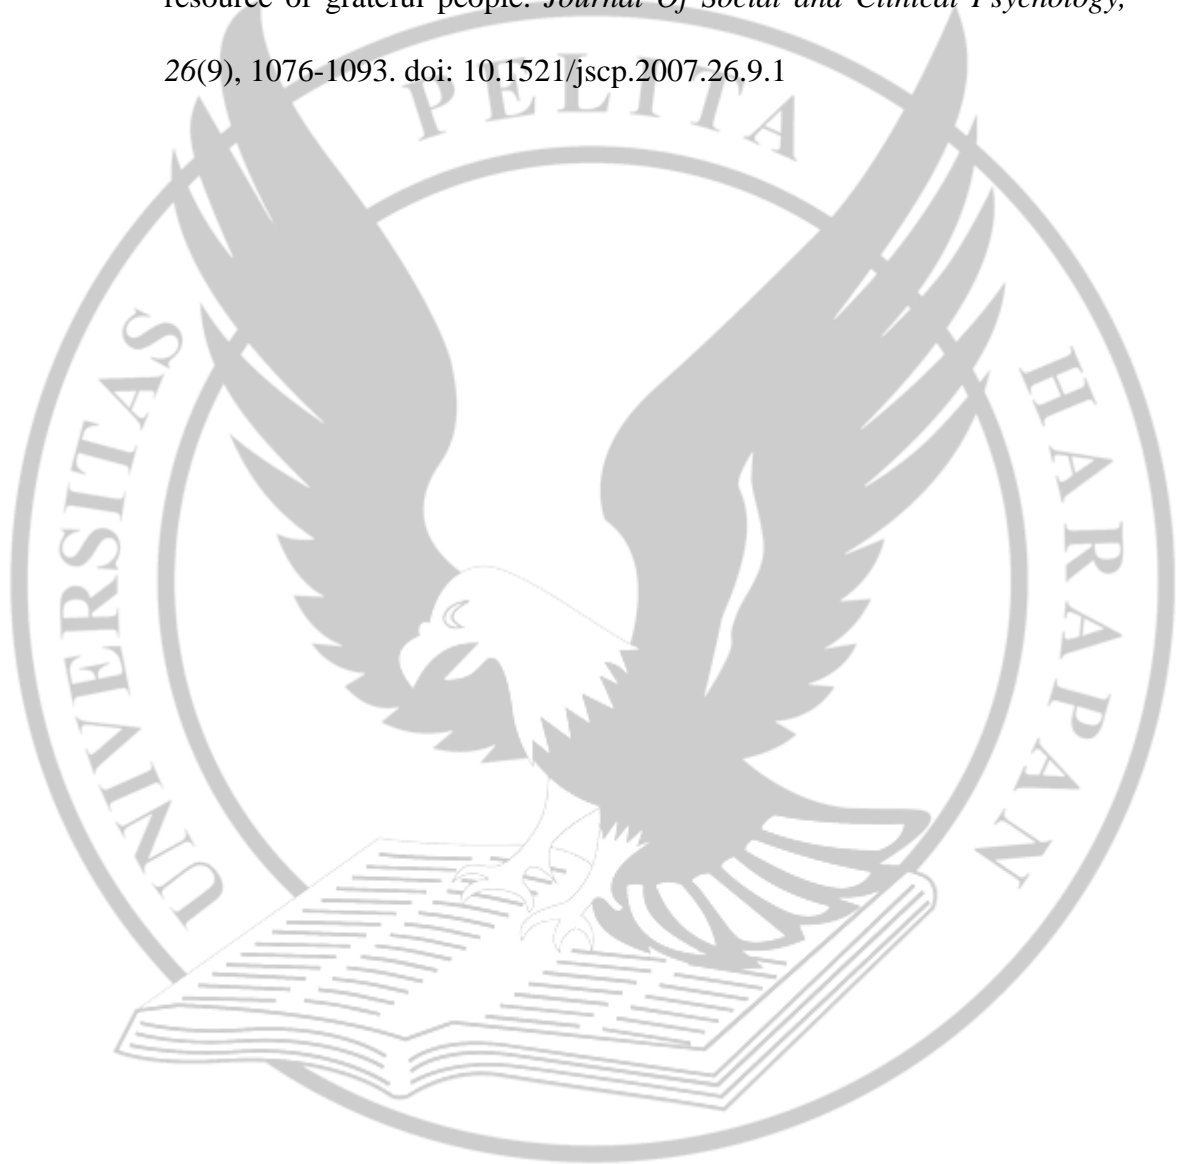 resource of grateful people. Journal Of Social and Clinical Psychology,
26(9), 1076-1093. doi: 10.1521/jscp.2007.26.9.1
UNIVERSITAS PELITA HARAPAN